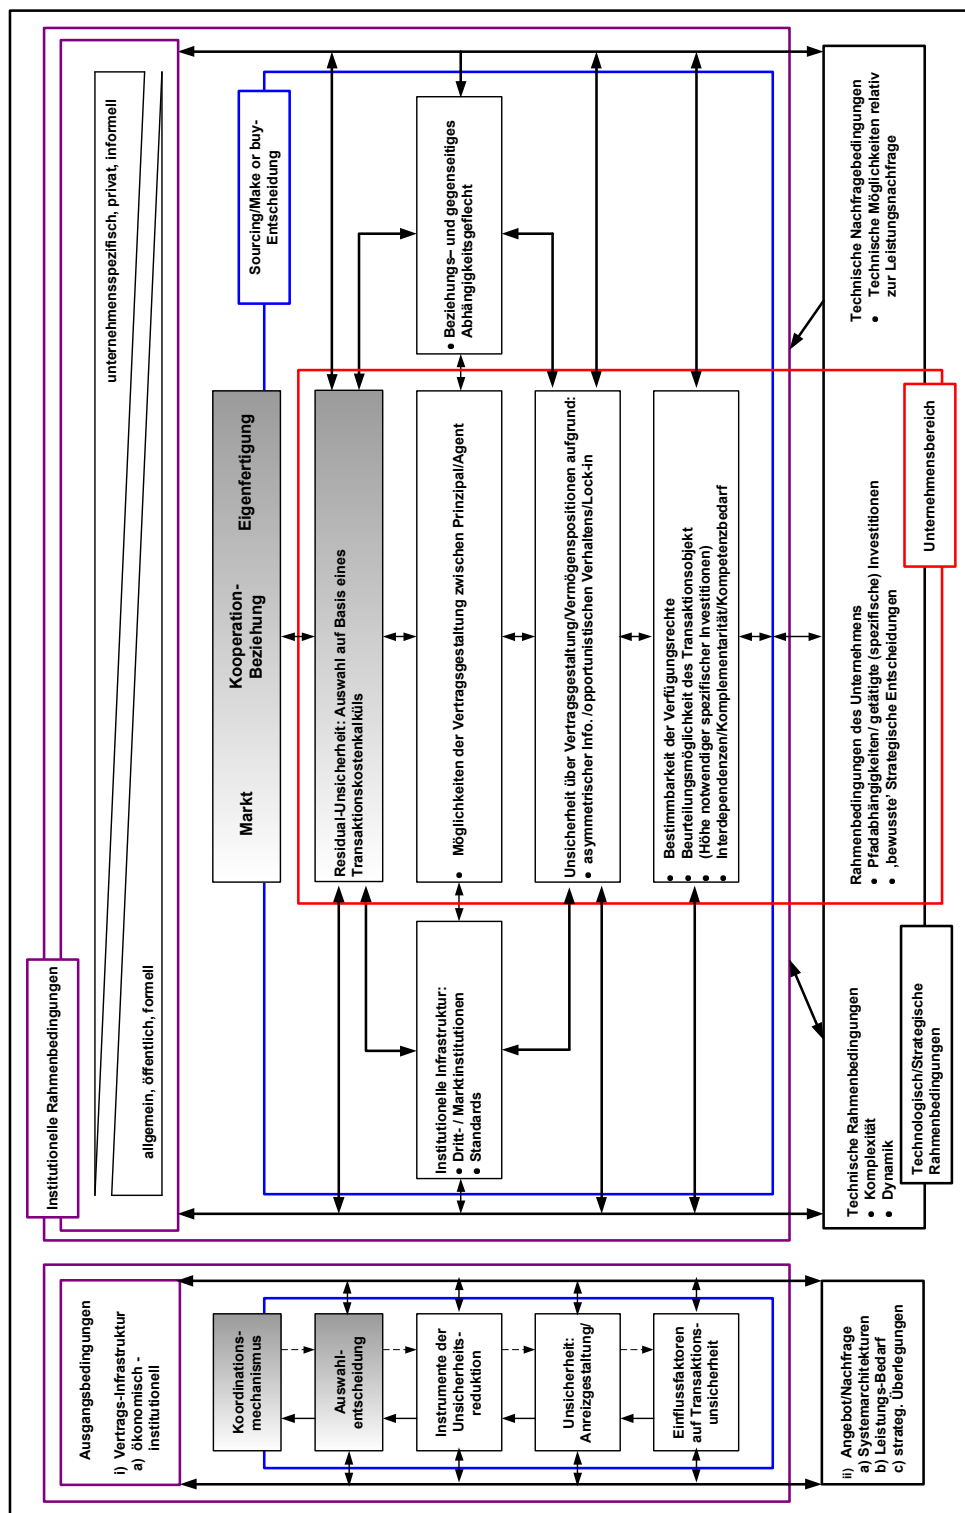 Ausgangsbedingungen
i) Vertrags-Infrastruktur
a) ökonomisch -
institutionell
Koordinations-
mechanismus
Auswahl-
entscheidung
Instrumente der
Unsicherheits-
reduktion
Unsicherheit:
Anreizgestaltung/
Einflussfaktoren
auf Transaktions-
unsicherheit
ii) Angebot/Nachfrage
a) Systemarchitekturen
b) Leistungs-Bedarf
c) strateg. Überlegungen
Institutionelle Rahmenbedingungen
unternehmensspezifisch, privat, informell
allgemein, öffentlich, formell
Sourcing/Make or buy-
Entscheidung
Markt
Kooperation-
Beziehung
Eigenfertigung
Residual-Unsicherheit: Auswahl auf Basis eines
Transaktionskostenkalküls
Institutionelle Infrastruktur:
• Dritt- / Marktinstitutionen
• Standards
• Möglichkeiten der Vertragsgestaltung zwischen Prinzipal/Agent
• Beziehungs– und gegenseitiges
Abhängigkeitsgeflecht
Unsicherheit über Vertragsgestaltung/Vermögenspositionen aufgrund:
• asymmetrischer Info. /opportunistischen Verhaltens/Lock-in
• Bestimmbarkeit der Verfügungsrechte
• Beurteilungsmöglichkeit des Transaktionsobjekt
• (Höhe notwendiger spezifischer Investitionen)
• Interdependenzen/Komplementarität/Kompetenzbedarf
Technische Rahmenbedingungen
• Komplexität
• Dynamik
Rahmenbedingungen des Unternehmens
• Pfadabhängigkeiten/ getätigte (spezifische) Investitionen
• ‚bewusste’ Strategische Entscheidungen
Technische Nachfragebedingungen
• Technische Möglichkeiten relativ
zur Leistungsnachfrage
Technologisch/Strategische
Rahmenbedingungen
Unternehmensbereich